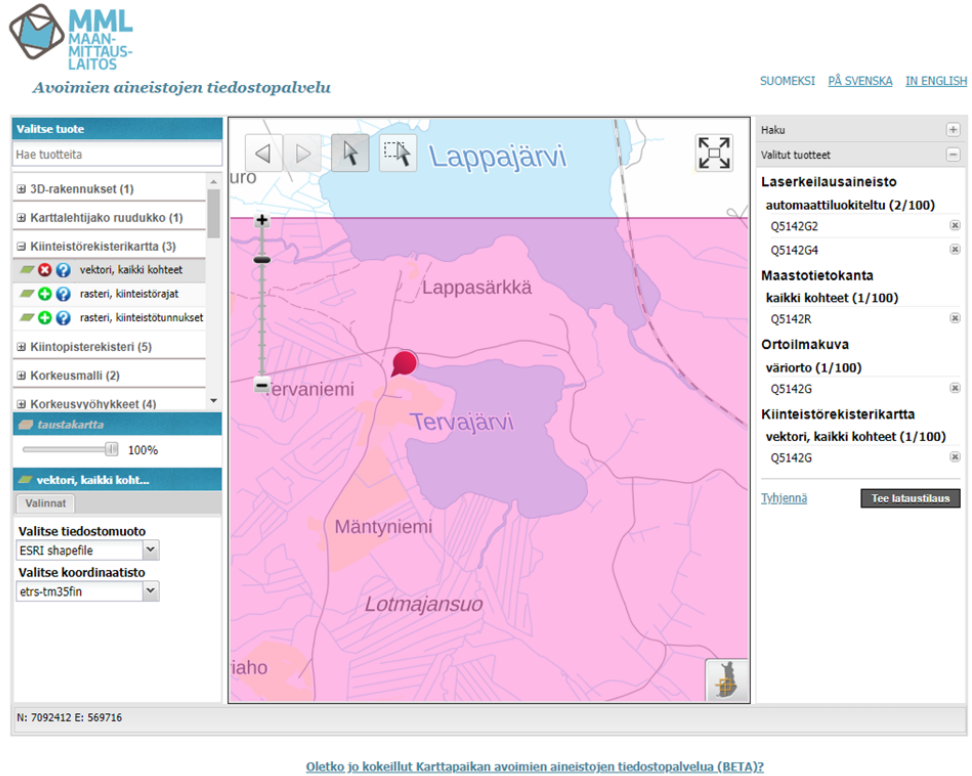 MML
MAAN-
MITTAUS-
LAITOS
Avoimien aineistojen tiedostopalvelu
SUOMEKSI PÅ SVENSKA IN ENGLISH
Valitse tuote
Hae tuotteita
3D-rakennukset (1)
Karttalehtijako ruudukko (1)
Kiinteistörekisterikartta (3)
vektori, kaikki kohteet
rasteri, kiinteistörajat
rasteri, kiinteistötunnukset
Kiintopisterekisteri (5)
Korkeusmalli (2)
Korkeusvyöhykkeet (4)
taustakartta
100%
vektori, kaikki koht...
Valinnat
Valitse tiedostomuoto
ESRI shapefile
Valitse koordinaatisto
etrs-tm35fin
Lappajärvi
uro
Lappasärkkä
Tervaniemi
Tervajärvi
Mäntyniemi
Lotmajansuo
iaho
Haku
Valitut tuotteet
Laserkeilausaineisto
automaattiluokiteltu (2/100)
Q5142G2
Q5142G4
Maastotietokanta
kaikki kohteet (1/100)
Q5142R
Ortoilmakuva
väriorto (1/100)
Q5142G
Kiinteistörekisterikartta
vektori, kaikki kohteet (1/100)
Q5142G
Tyhjennä Tee lataustilaus
N: 7092412 E: 569716
Oletko jo kokeillut Karttapaikan avoimien aineistojen tiedostopalvelua (BETA)?